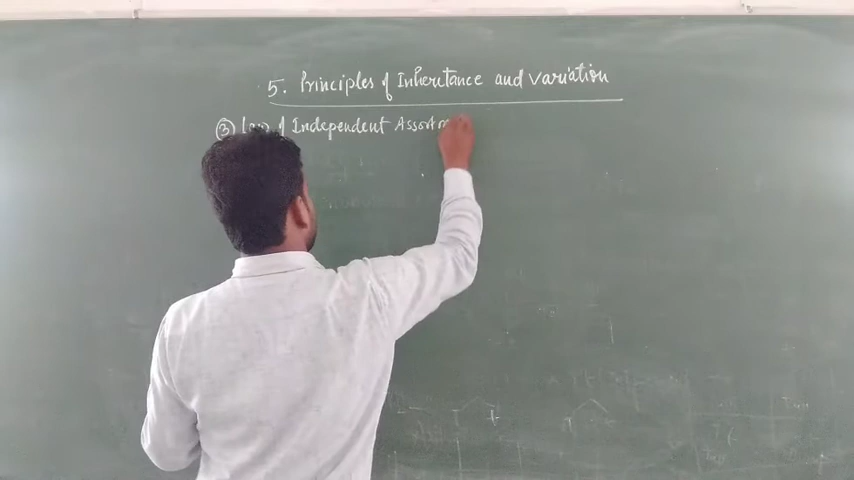 5. Principles of Inheritance and variation
③ Law of Independent Assort